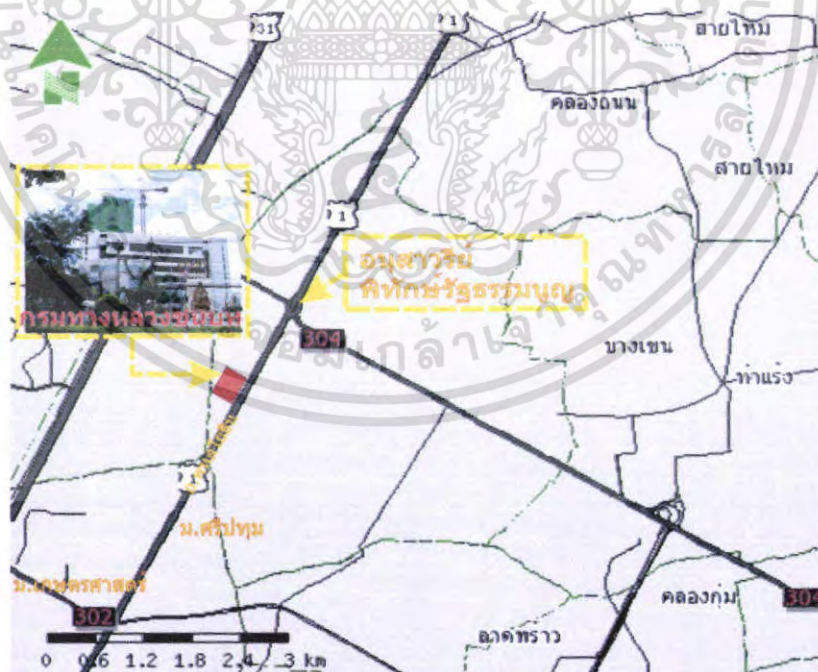 31
1
สายไหม
คลองถนน
สายไหม
1
อนุสาวรีย์
พิทักษ์รัฐธรรมนูญ
กรมทางหลวงชนบท
304
บางเขน
ท่าแร้ง
ม.ศรีปทุม
ม.เกษตรศาสตร์
302
คลองกุ่ม
304
ลาดพร้าว
0 0.6 1.2 1.8 2.4 3 km